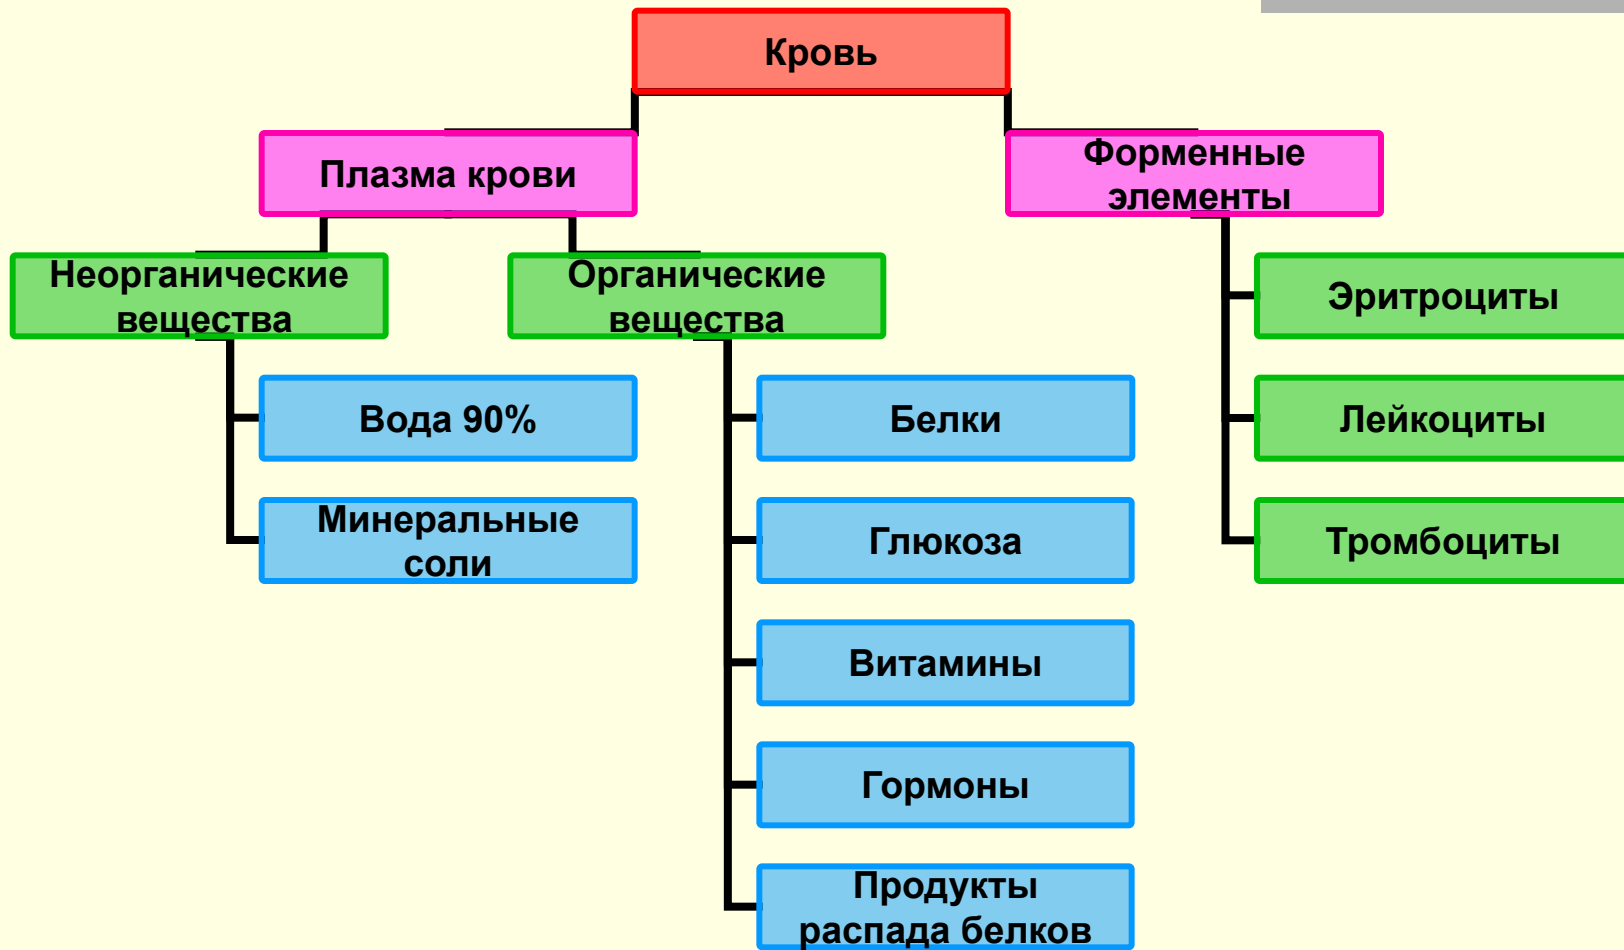 Кровь
Плазма крови
Форменные
элементы
Неорганические
вещества
Органические
вещества
Эритроциты
Вода 90%
Белки
Лейкоциты
Минеральные
соли
Глюкоза
Тромбоциты
Витамины
Гормоны
Продукты
распада белков